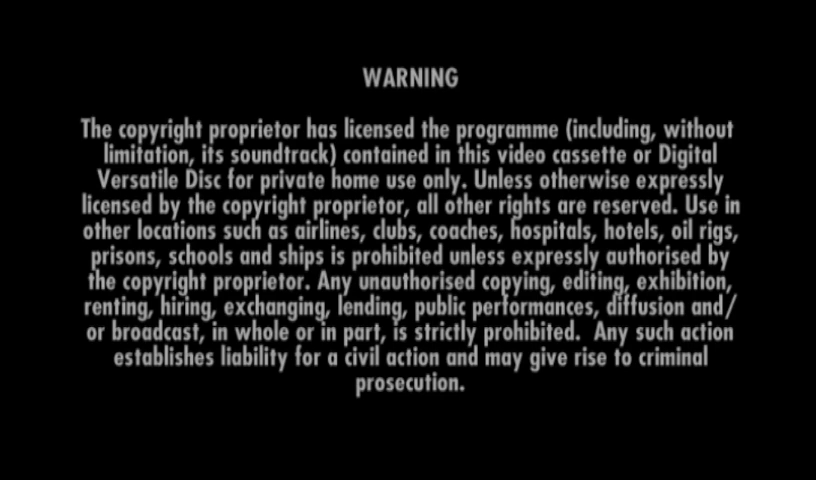 WARNING
The copyright proprietor has licensed the programme (including, without
limitation, its soundtrack) contained in this video cassette or Digital
Versatile Disc for private home use only. Unless otherwise expressly
licensed by the copyright proprietor, all other rights are reserved. Use in
other locations such as airlines, clubs, coaches, hospitals, hotels, oil rigs,
prisons, schools and ships is prohibited unless expressly authorised by
the copyright proprietor. Any unauthorised copying, editing, exhibition,
renting, hiring, exchanging, lending, public performances, diffusion and/
or broadcast, in whole or in part, is strictly prohibited.  Any such action
establishes liability for a civil action and may give rise to criminal
prosecution.